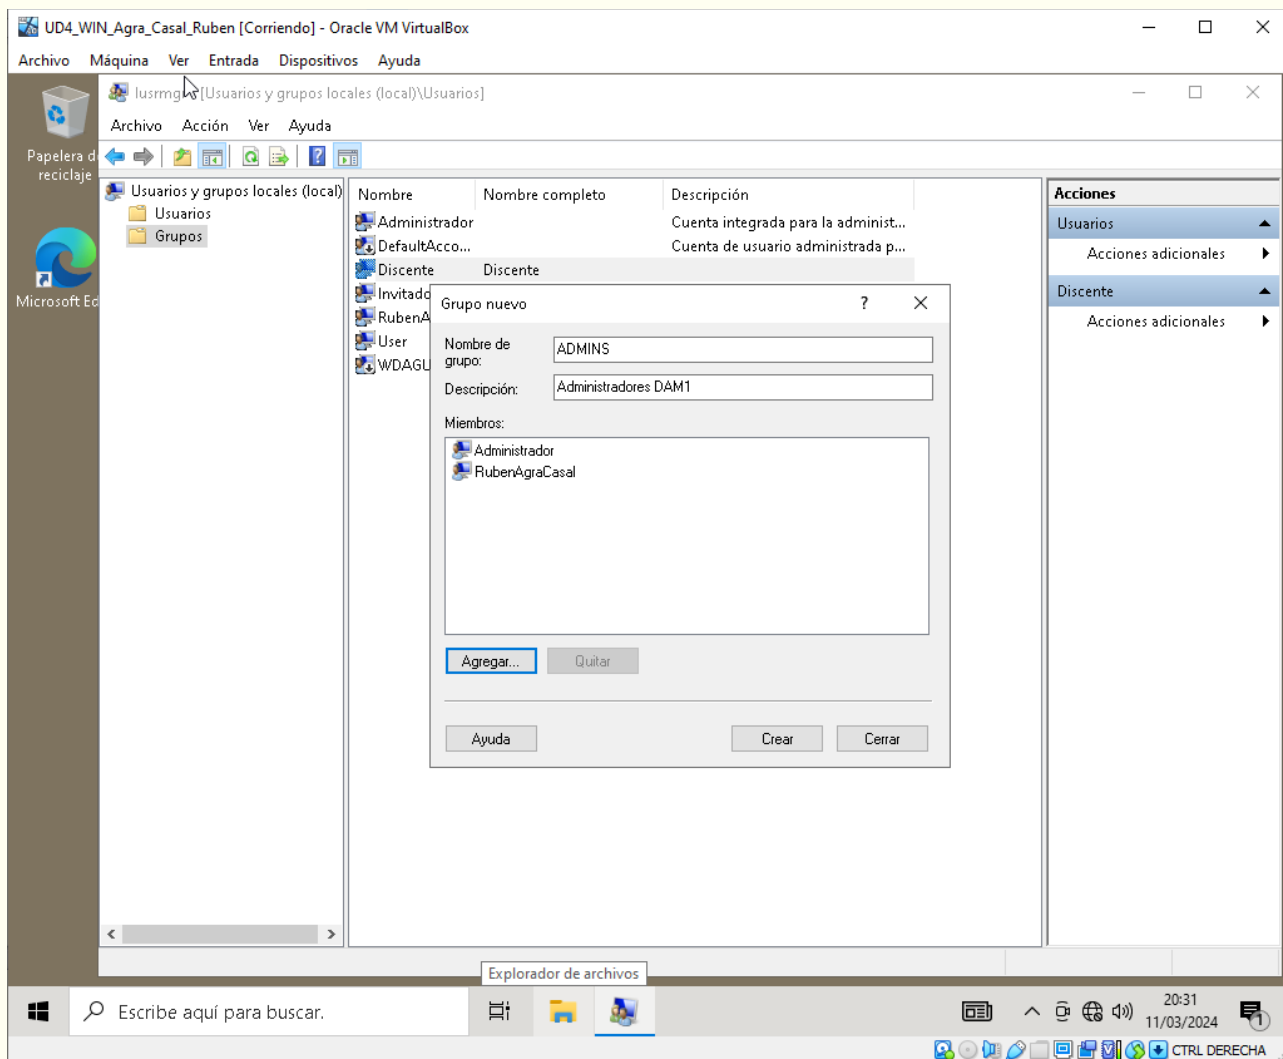 UD4_WIN_Agra_Casal_Ruben [Corriendo] - Oracle VM VirtualBox
Archivo Máquina Ver Entrada Dispositivos Ayuda
Papelera d
reciclaje
Microsoft Ed
[Usuarios y grupos locales (local)\Usuarios]
Archivo Acción Ver Ayuda
Usuarios y grupos locales (local)
Usuarios
Grupos
Nombre Nombre completo Descripción
Administrador Cuenta integrada para la administ...
DefaultAcco... Cuenta de usuario administrada p...
Discente Discente
Invitado
RubenA
User
WDAGU
Grupo nuevo
Nombre de
grupo:
ADMINS
Descripción: Administradores DAM1
Miembros:
Administrador
RubenAgraCasal
Agregar... Quitar
Ayuda Crear Cerrar
Acciones
Usuarios
Acciones adicionales
Discente
Acciones adicionales
Explorador de archivos
Escribe aquí para buscar.
20:31
11/03/2024
1
CTRL DERECHA